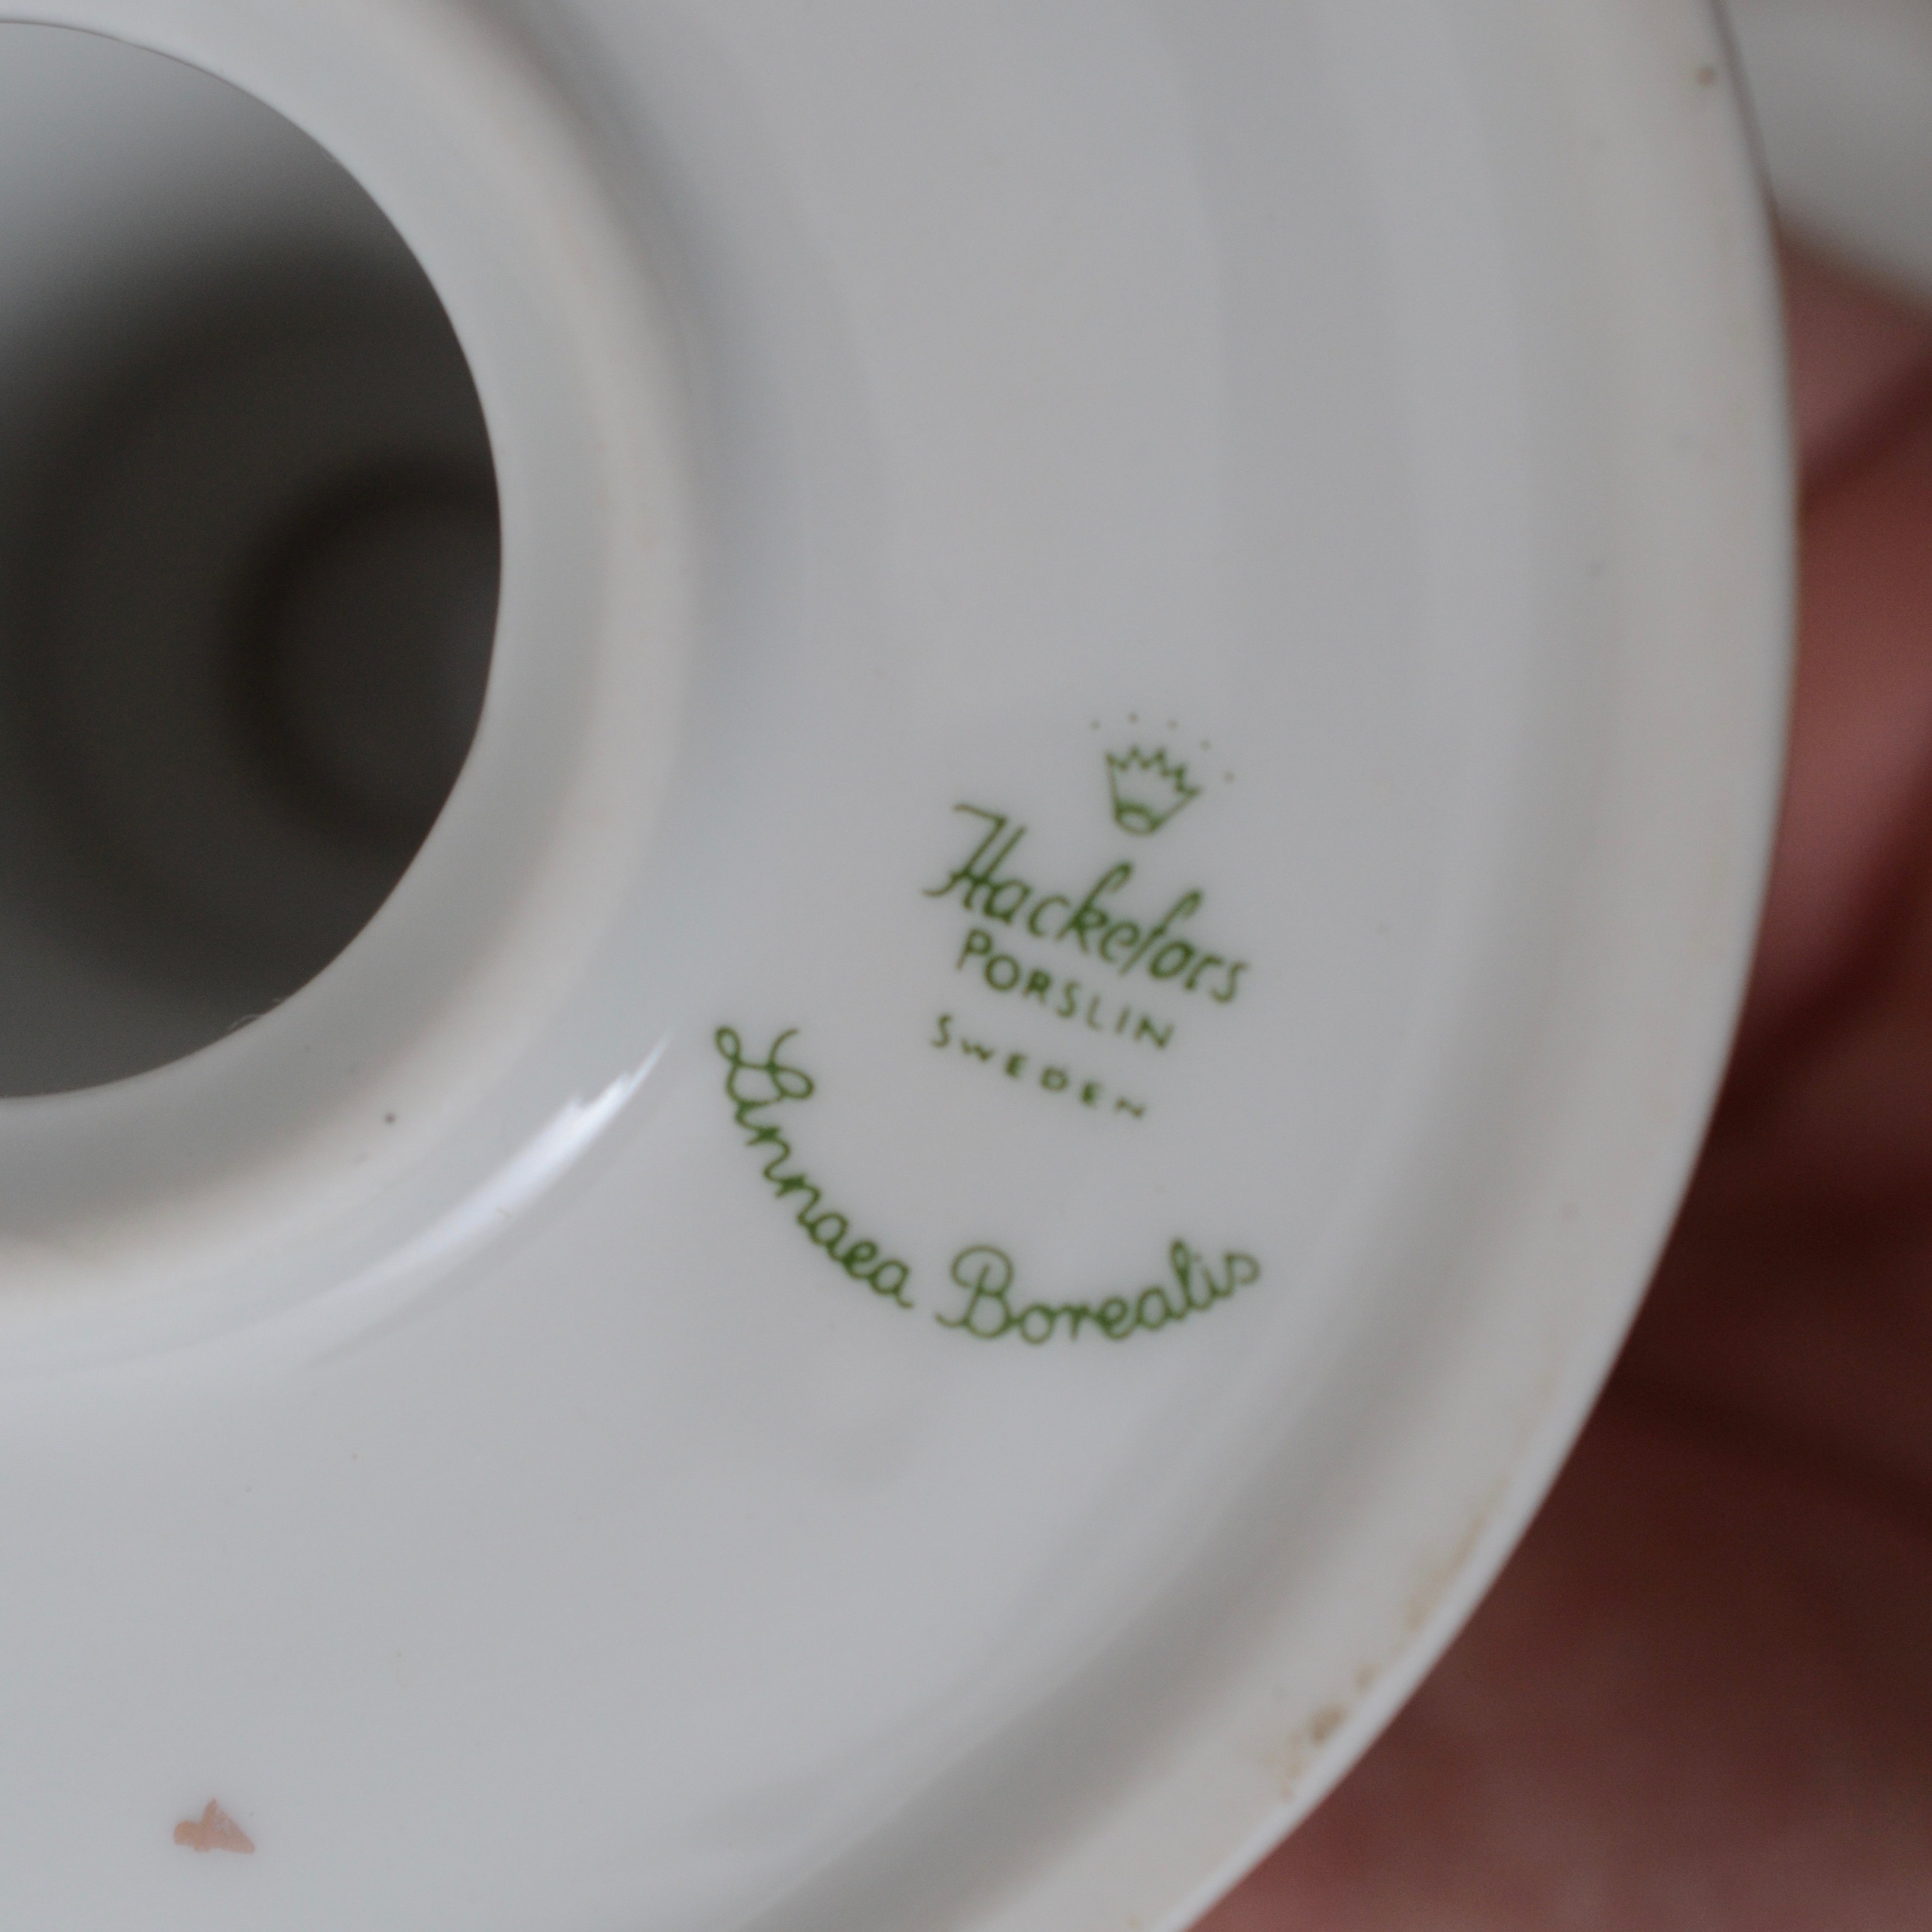 Hackefors
PORSLIN
SWEDEN
Linnaea Borealis